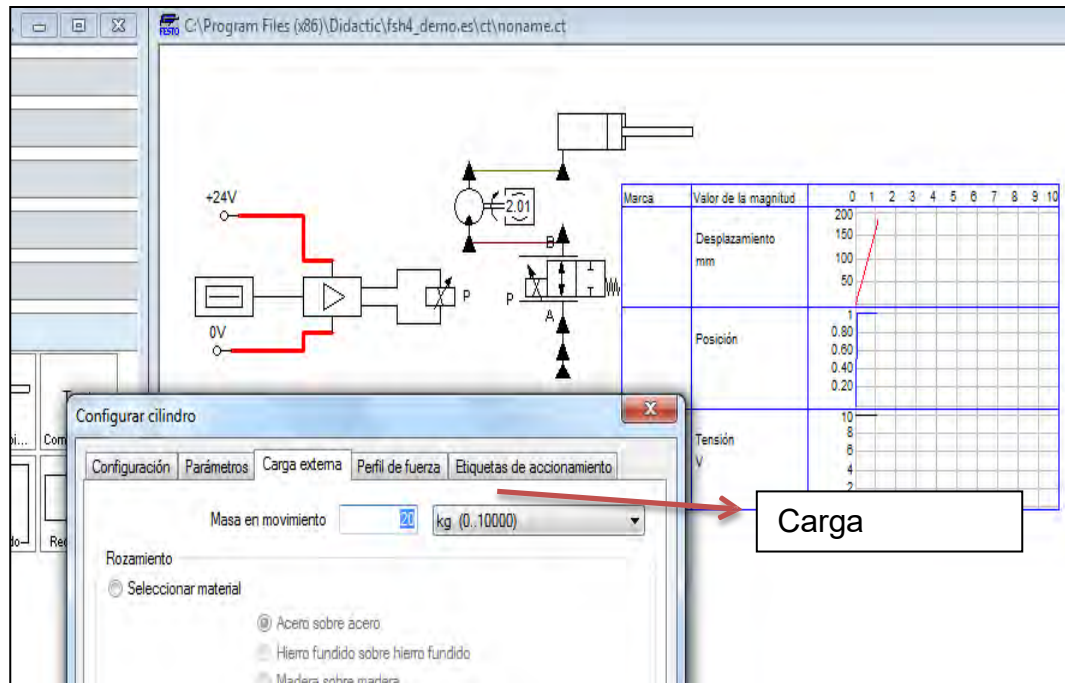 FESTO
C:\Program Files (x86)\Didactic\fsh4_demo.es\ct\noname.ct
+24V
0V
P
2.01
B
P
A
Marca
Valor de la magnitud
0 1 2 3 4 5 6 7 8 9 10
Desplazamiento
mm
200
150
100
50
Posición
1
0.80
0.60
0.40
0.20
Tensión
V
10
8
6
4
2
Configurar cilindro
X
Configuración
Parámetros
Carga externa
Perfil de fuerza
Etiquetas de accionamiento
Masa en movimiento
20
kg (0..10000)
Carga
Rozamiento
Seleccionar material
Acero sobre acero
Hierro fundido sobre hierro fundido
Madera sobre madera